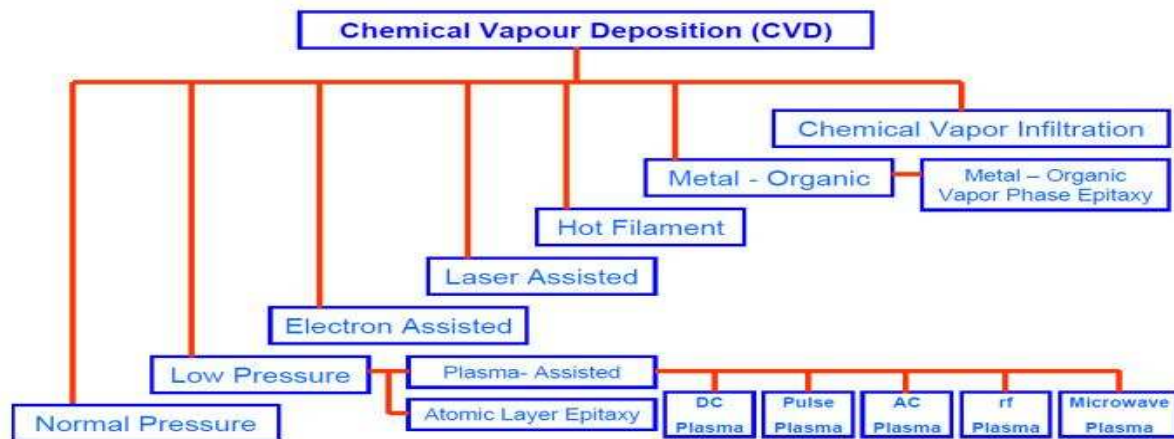 Chemical Vapour Deposition (CVD)
Chemical Vapor Infiltration
Metal - Organic
Metal – Organic
Vapor Phase Epitaxy
Hot Filament
Laser Assisted
Electron Assisted
Low Pressure
Plasma- Assisted
Atomic Layer Epitaxy
Normal Pressure
DC
Plasma
Pulse
Plasma
AC
Plasma
rf
Plasma
Microwave
Plasma